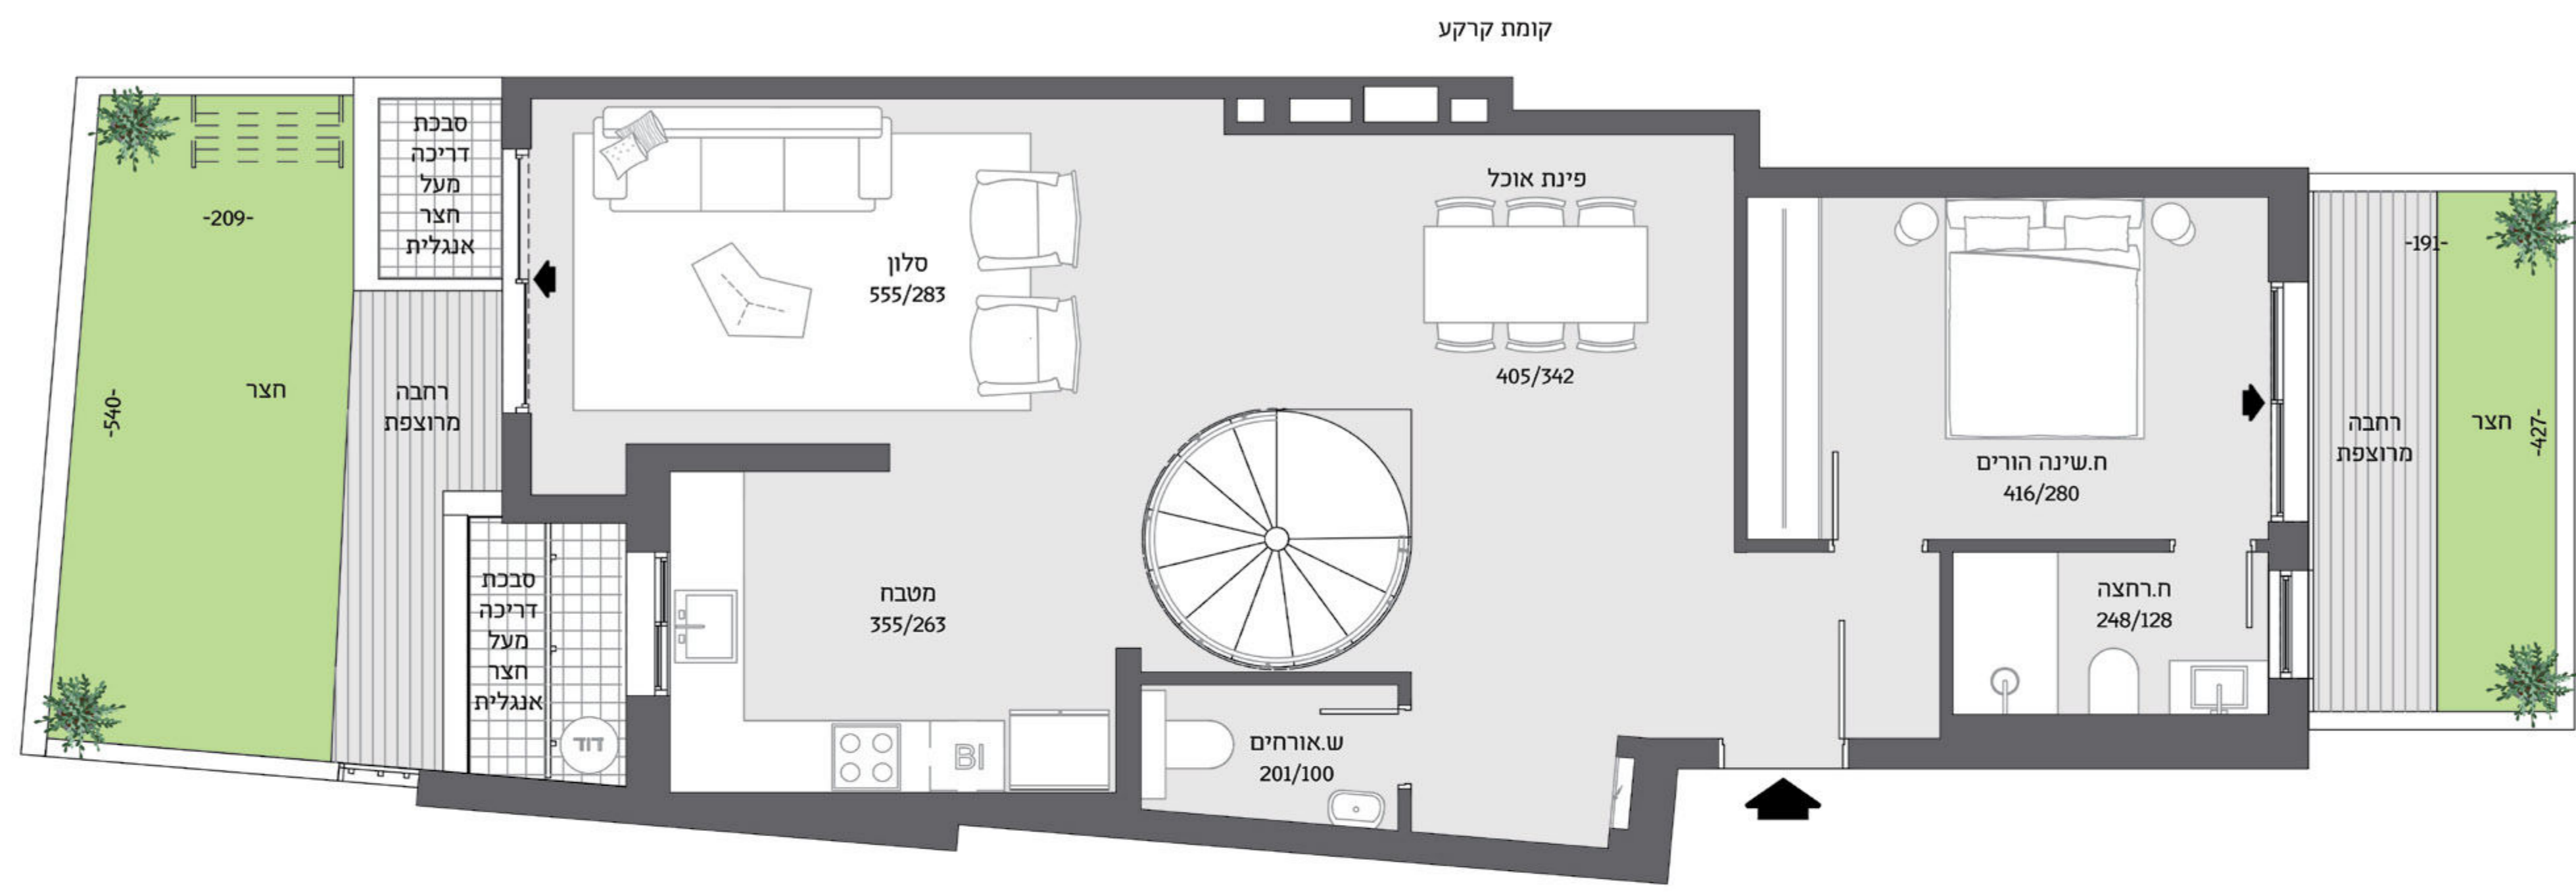 קומת קרקע
סבכת
דריכה
מעל
חצר
אנגלית
-209-
חצר
-540-
רחבה
מרוצפת
סבכת
דריכה
מעל
חצר
אנגלית
דוד
סלון
555/283
מטבח
355/263
BI
פינת אוכל
405/342
ש.אורחים
201/100
ח.שינה הורים
416/280
ח.רחצה
248/128
רחבה
מרוצפת
-191-
חצר
-427-